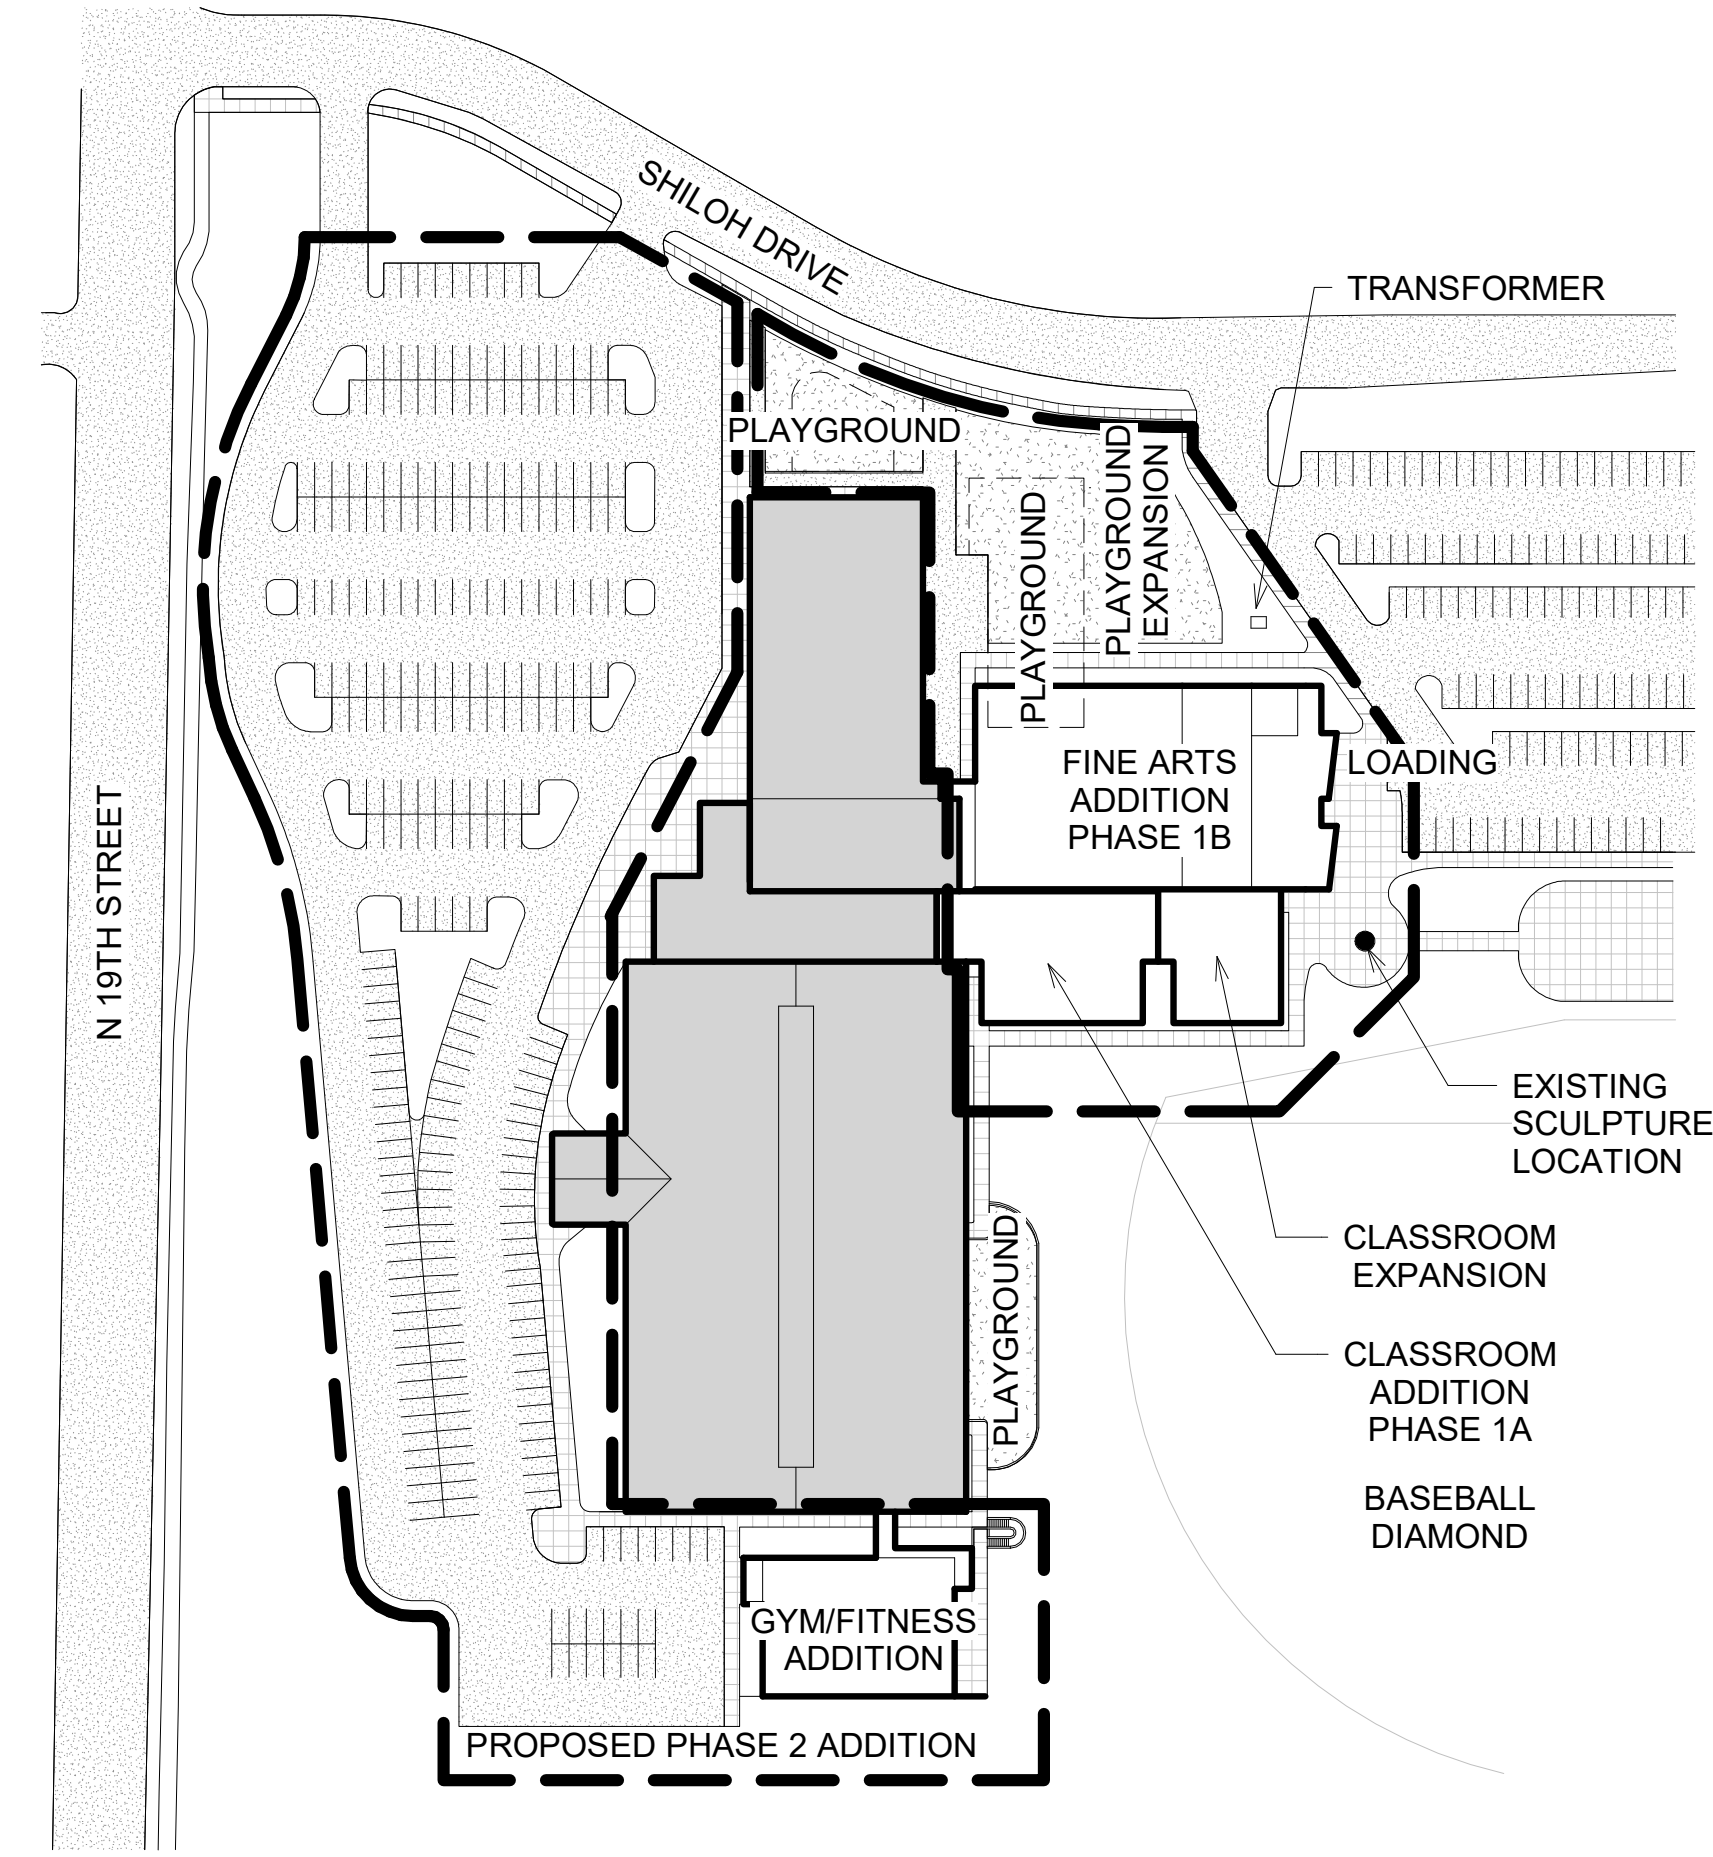 SHILOH DRIVE
TRANSFORMER
PLAYGROUND
PLAYGROUND
EXPANSION
PLAYGROUND
FINE ARTS
ADDITION
PHASE 1B
LOADING
N 19TH STREET
EXISTING
SCULPTURE
LOCATION
CLASSROOM
EXPANSION
PLAYGROUND
CLASSROOM
ADDITION
PHASE 1A
BASEBALL
DIAMOND
GYM/FITNESS
ADDITION
PROPOSED PHASE 2 ADDITION